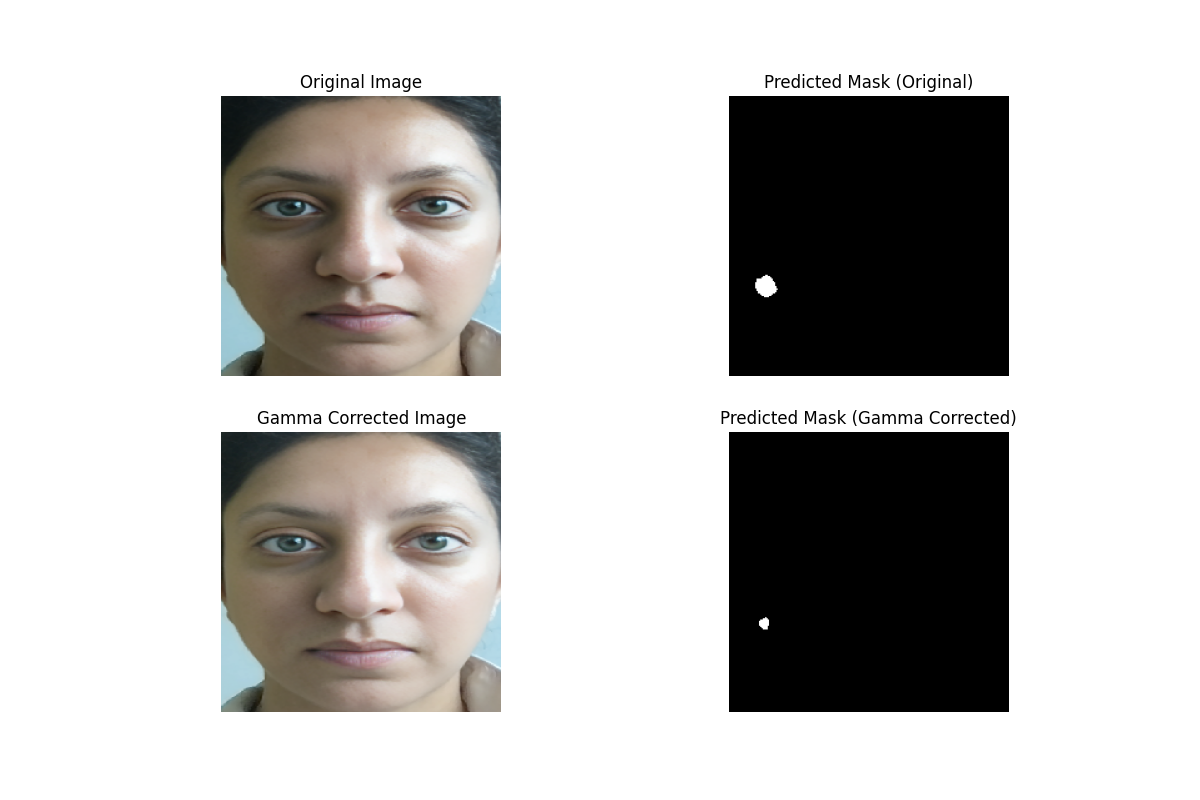 Original Image
Predicted Mask (Original)
Gamma Corrected Image
Predicted Mask (Gamma Corrected)